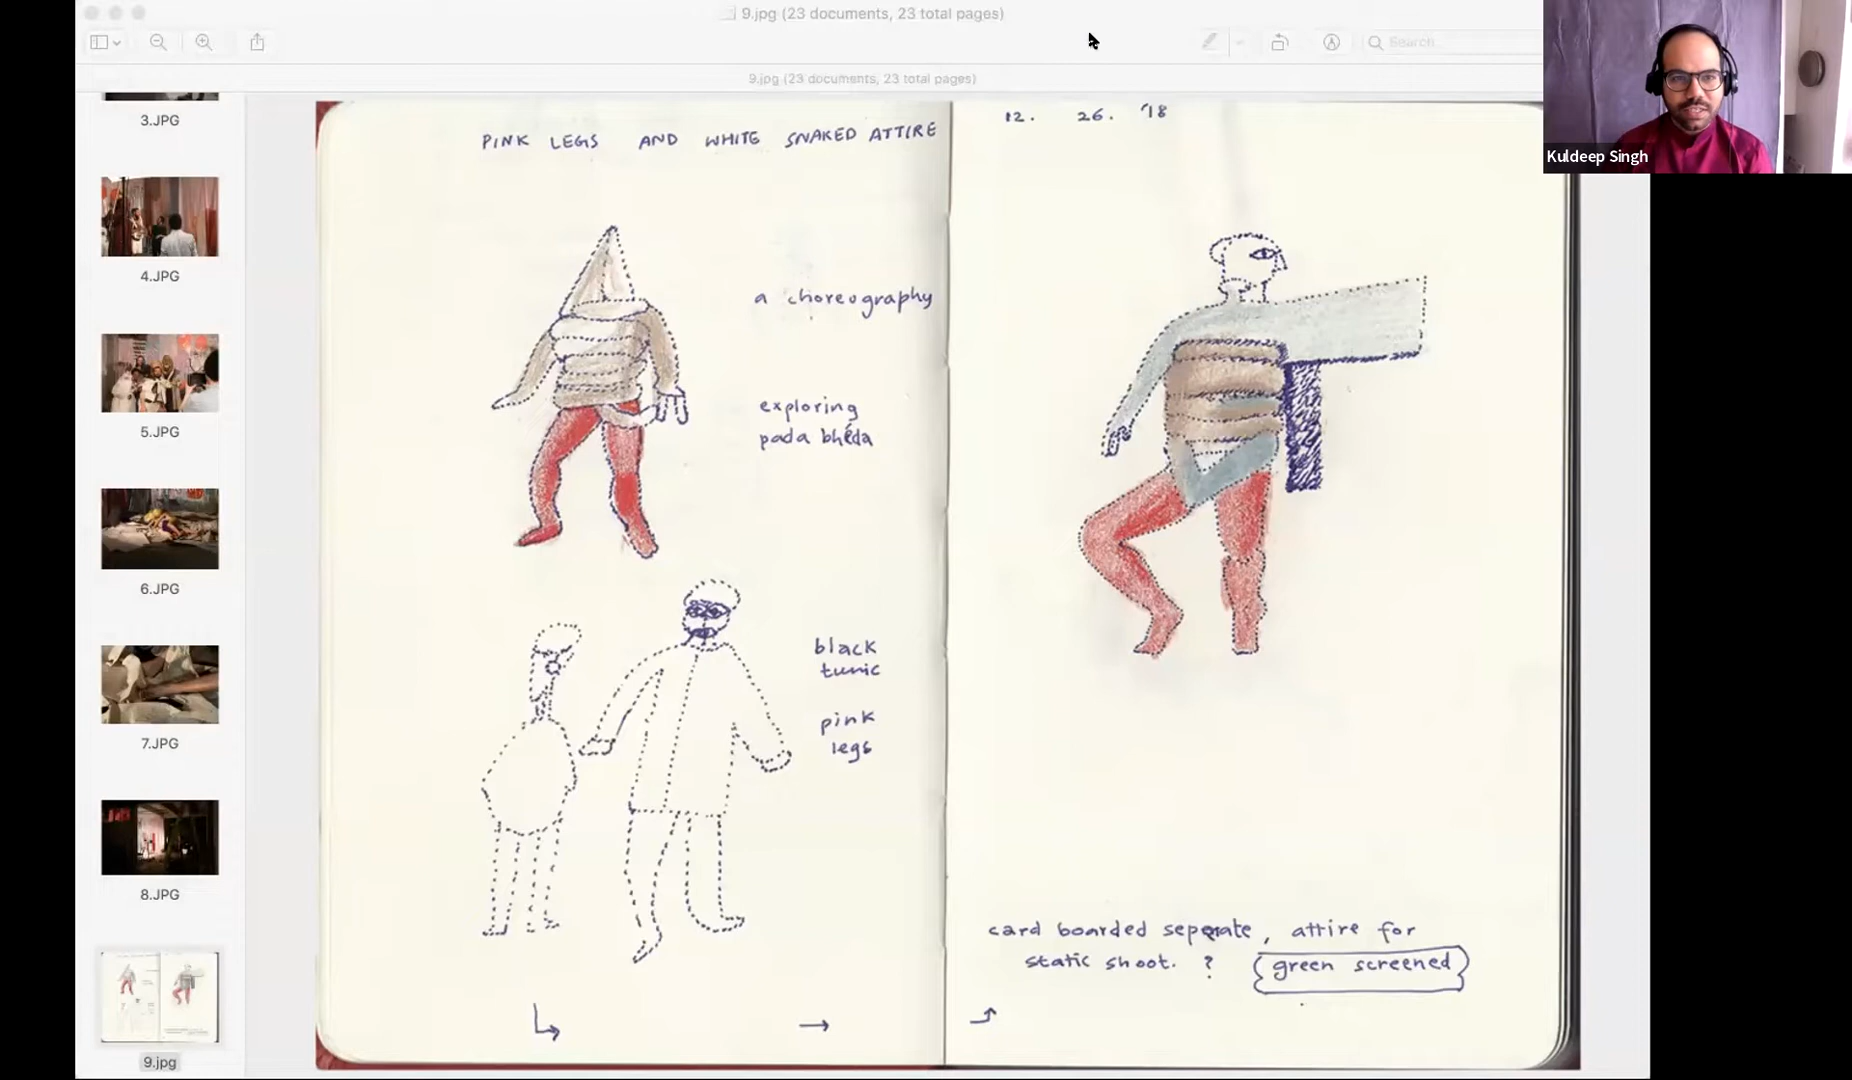 9.jpg (23 documents, 23 total pages)
Search
9.jpg (23 documents, 23 total pages)
Kuldeep Singh
3.JPG
4.JPG
5.JPG
6.JPG
7.JPG
8.JPG
9.jpg
PINK LEGS AND WHITE SNAKED ATTIRE
a choreography
exploring
pada bhéda
black
tunic
pink
legs
12. 26. '18
card boarded seperate, attire for
static shoot. ? {green screened}